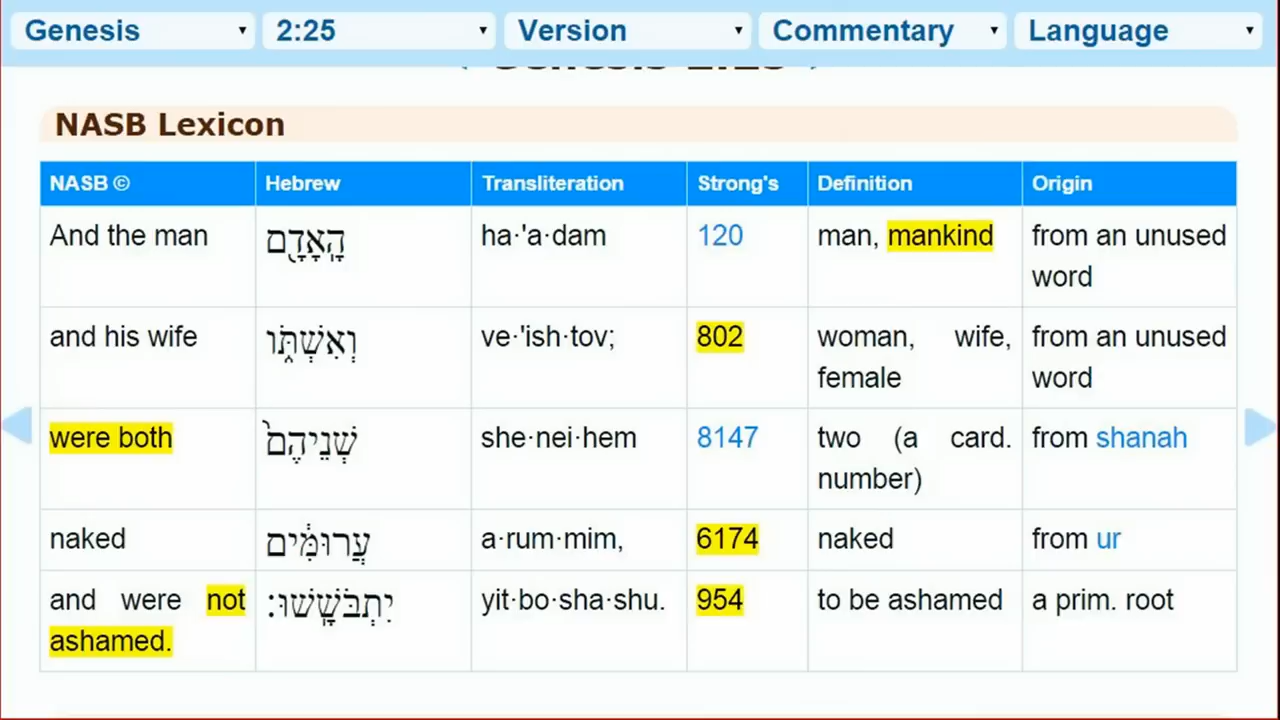 Genesis 2:25 Version Commentary Language
Genesis 2:25
NASB Lexicon
NASB © Hebrew Transliteration Strong's Definition Origin
And the man הָֽאָדָ֖ם ha·'a·dam 120 man, mankind from an unused
word
and his wife וְאִשְׁתּ֑וֹ ve·'ish·tov; 802 woman, wife, from an unused
female word
were both שְׁנֵיהֶם֙ she·nei·hem 8147 two (a card. from shanah
number)
naked עֲרוּמִּ֔ים a·rum·mim, 6174 naked from ur
and were not יִתְבֹּשָֽׁשׁוּ׃ yit·bo·sha·shu. 954 to be ashamed a prim. root
ashamed.